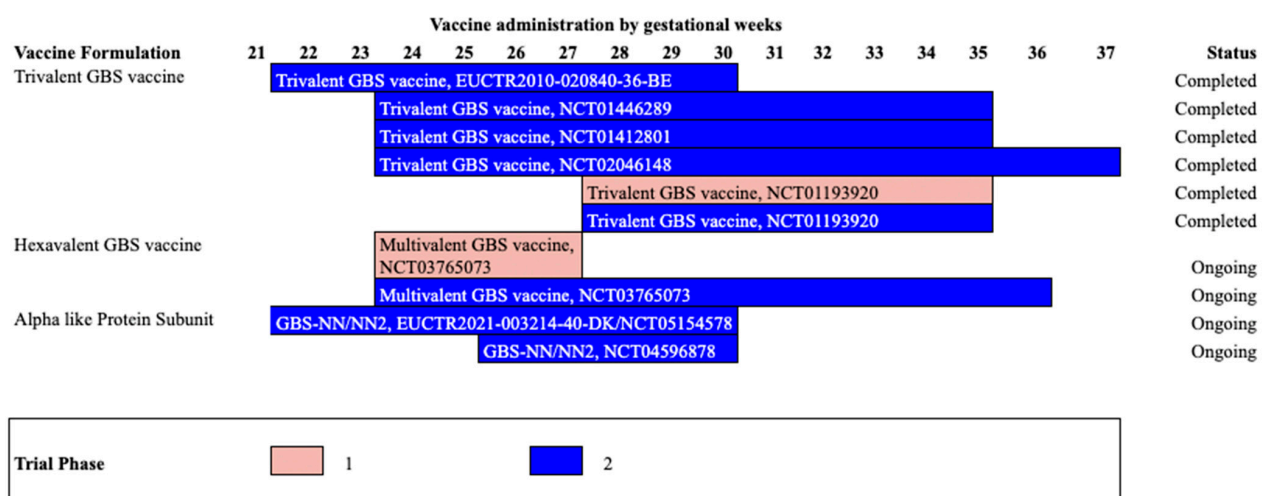 Vaccine administration by gestational weeks
Vaccine Formulation 21 22 23 24 25 26 27 28 29 30 31 32 33 34 35 36 37 Status
Trivalent GBS vaccine Trivalent GBS vaccine, EUCTR2010-020840-36-BE Completed
Trivalent GBS vaccine, NCT01446289 Completed
Trivalent GBS vaccine, NCT01412801 Completed
Trivalent GBS vaccine, NCT02046148 Completed
Trivalent GBS vaccine, NCT01193920 Completed
Trivalent GBS vaccine, NCT01193920 Completed
Hexavalent GBS vaccine Multivalent GBS vaccine,
NCT03765073 Ongoing
Multivalent GBS vaccine, NCT03765073 Ongoing
Alpha like Protein Subunit GBS-NN/NN2, EUCTR2021-003214-40-DK/NCT05154578 Ongoing
GBS-NN/NN2, NCT04596878 Ongoing
Trial Phase 1 2